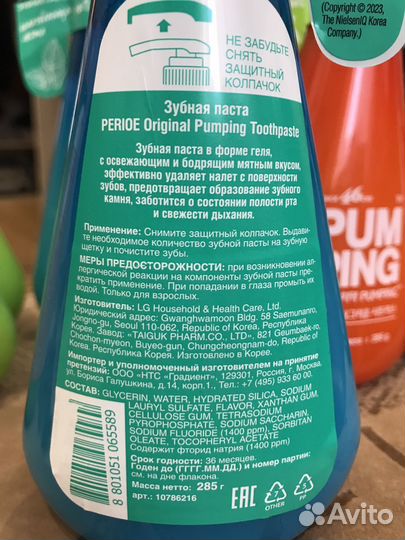 (Copyright © 2023,
The NielsenIQ Korea
Company.)
НЕ ЗАБУДЬТЕ
СНЯТЬ
ЗАЩИТНЫЙ
КОЛПАЧОК
Зубная паста
PERIOE Original Pumping Toothpaste
Зубная паста в форме геля,
с освежающим и бодрящим мятным вкусом,
эффективно удаляет налет с поверхности
зубов, предотвращает образование зубного
камня, заботится о состоянии полости рта
и свежести дыхания.
Применение: Снимите защитный колпачок. Выдави-
те необходимое количество зубной пасты на зубную
щетку и почистите зубы.
МЕРЫ ПРЕДОСТОРОЖНОСТИ: при возникновении ал-
лергической реакции на компоненты зубной пасты пре-
кратить применение. При попадании в глаза промыть их
водой. Только для взрослых.
Изготовитель: LG Household & Health Care, Ltd.
Юридический адрес: Gwanghwamoon Bldg. 58 Saemunanro,
Jongno-gu, Seoul 110-062, Republic of Korea, Республика
Корея. Завод: «TAIGUK PHARM.CO., LTD.» 821 Geumbaek-ro,
Chochon-myeon, Buyeo-gun, Chungcheongnam-do, Republic of
Korea, Республика Корея. Изготовлено в Корее.
Импортер и уполномоченный изготовителем на принятие
претензий: ООО «НТС «Градиент», 129301, Россия, г. Москва,
ул. Бориса Галушкина, д.14, корп.1., Тел.: +7 (495) 933 60 00.
СОСТАВ: GLYCERIN, WATER, HYDRATED SILICA, SODIUM
LAURYL SULFATE, FLAVOR, XANTHAN GUM,
CELLULOSE GUM, TETRASODIUM
PYROPHOSPHATE, SODIUM SACCHARIN,
SODIUM FLUORIDE (1400 ppm), SORBITAN
OLEATE, TOCOPHERYL ACETATE
Содержит фторид натрия (1400 ppm)
Срок годности: 36 месяцев.
Годен до (ГГГГ.ММ.ДД) и номер партии:
см. на дне флакона.
Масса нетто: 285 г
арт. 10786216
8 801051 065589
EAC
7
OTHER
5
PP
46
PUM
PING
Avito